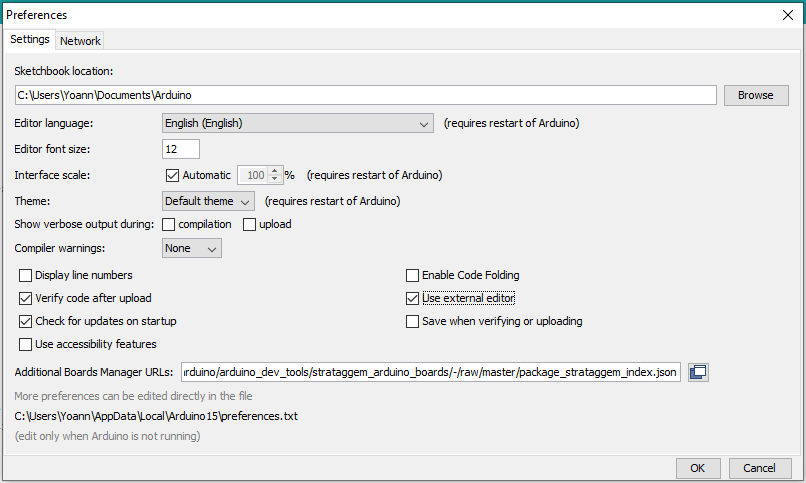 Preferences
Settings Network
Sketchbook location:
C:\Users\Yoann\Documents\Arduino Browse
Editor language: English (English) (requires restart of Arduino)
Editor font size: 12
Interface scale: Automatic 100 % (requires restart of Arduino)
Theme: Default theme (requires restart of Arduino)
Show verbose output during: compilation upload
Compiler warnings: None
Display line numbers Enable Code Folding
Verify code after upload Use external editor
Check for updates on startup Save when verifying or uploading
Use accessibility features
Additional Boards Manager URLs: arduino/arduino_dev_tools/strataggem_arduino_boards/-/raw/master/package_strataggem_index.json
More preferences can be edited directly in the file
C:\Users\Yoann\AppData\Local\Arduino15\preferences.txt
(edit only when Arduino is not running)
OK Cancel